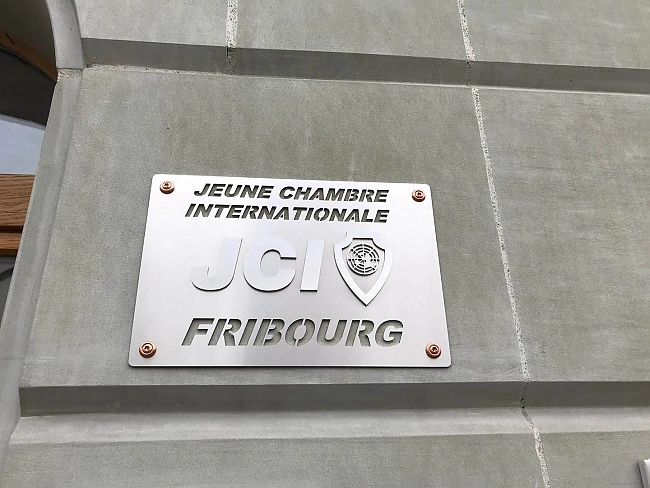 JEUNE CHAMBRE
INTERNATIONALE
JCI
FRIBOURG